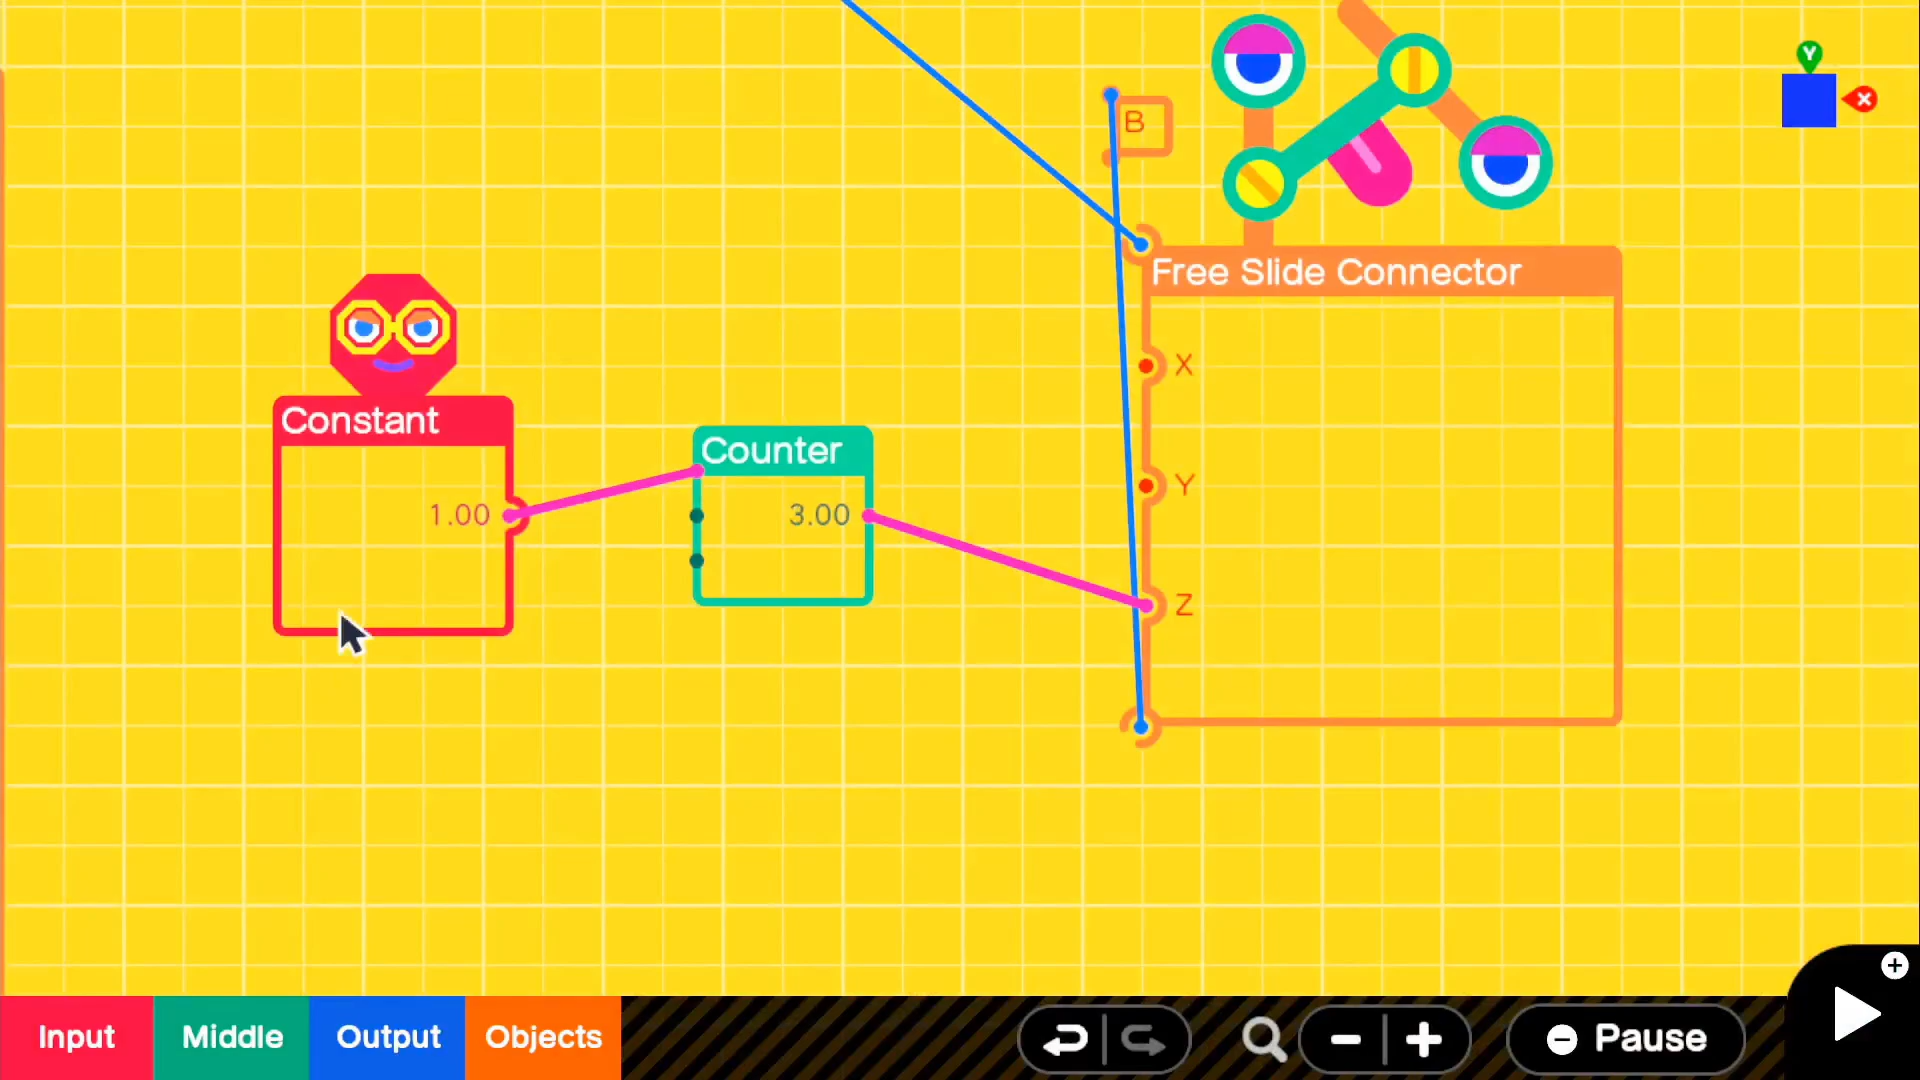 Y
X
B
Free Slide Connector
X
Constant
Counter
1.00
3.00
Y
Z
Input
Middle
Output
Objects
Pause